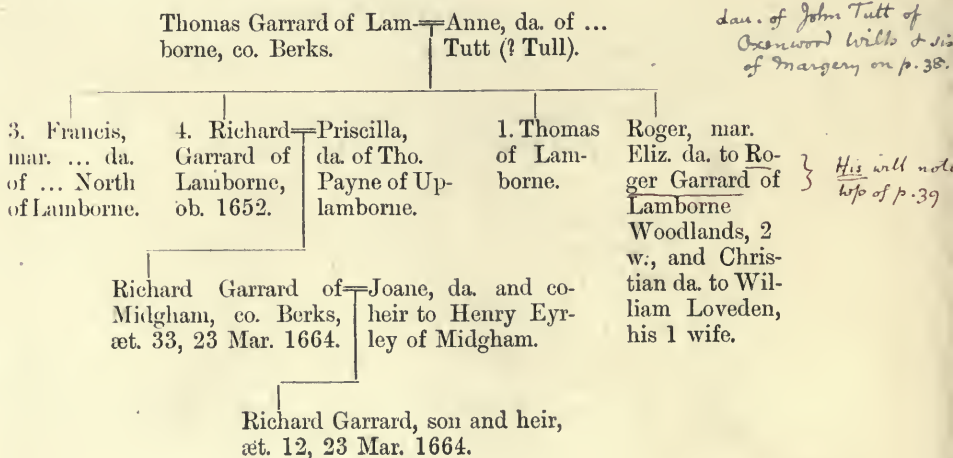 Thomas Garrard of Lam-
borne, co. Berks.
Anne, da. of ...
Tutt (? Tull).
dau. of John Tutt of
Oxenwood Wilts & sis
of Margery on p. 38.
3. Francis,
mar. ... da.
of ... North
of Lamborne.
4. Richard
Garrard of
Lamborne,
ob. 1652.
Priscilla,
da. of Tho.
Payne of Up-
lamborne.
1. Thomas
of Lam-
borne.
Roger, mar.
Eliz. da. to Ro-
ger Garrard of
Lamborne
Woodlands, 2
w., and Chris-
tian da. to Wil-
liam Loveden,
his 1 wife.
His will note
top of p. 39
Richard Garrard of
Midgham, co. Berks,
æt. 33, 23 Mar. 1664.
Joane, da. and co-
heir to Henry Eyr-
ley of Midgham.
Richard Garrard, son and heir,
æt. 12, 23 Mar. 1664.